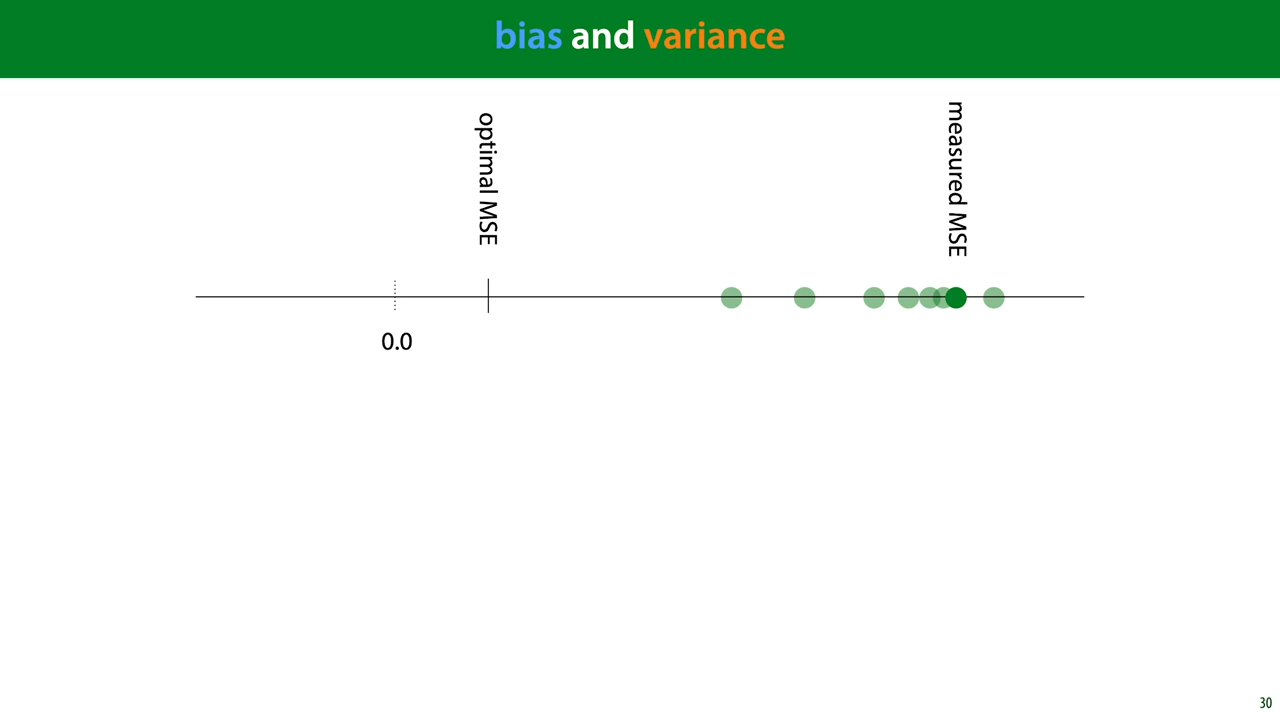 bias and variance
optimal MSE
measured MSE
0.0
30